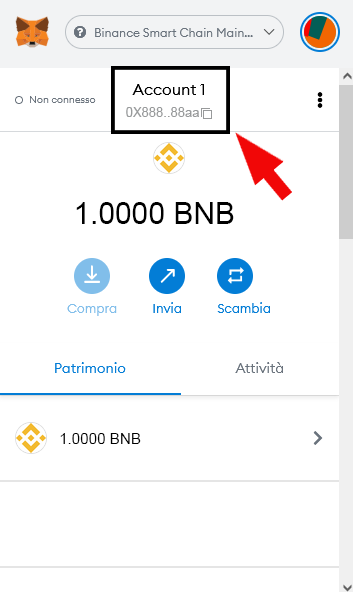 Binance Smart Chain Main...
Non connesso
Account 1
0X888..88aa
1.0000 BNB
Compra
Invia
Scambia
Patrimonio
Attività
1.0000 BNB